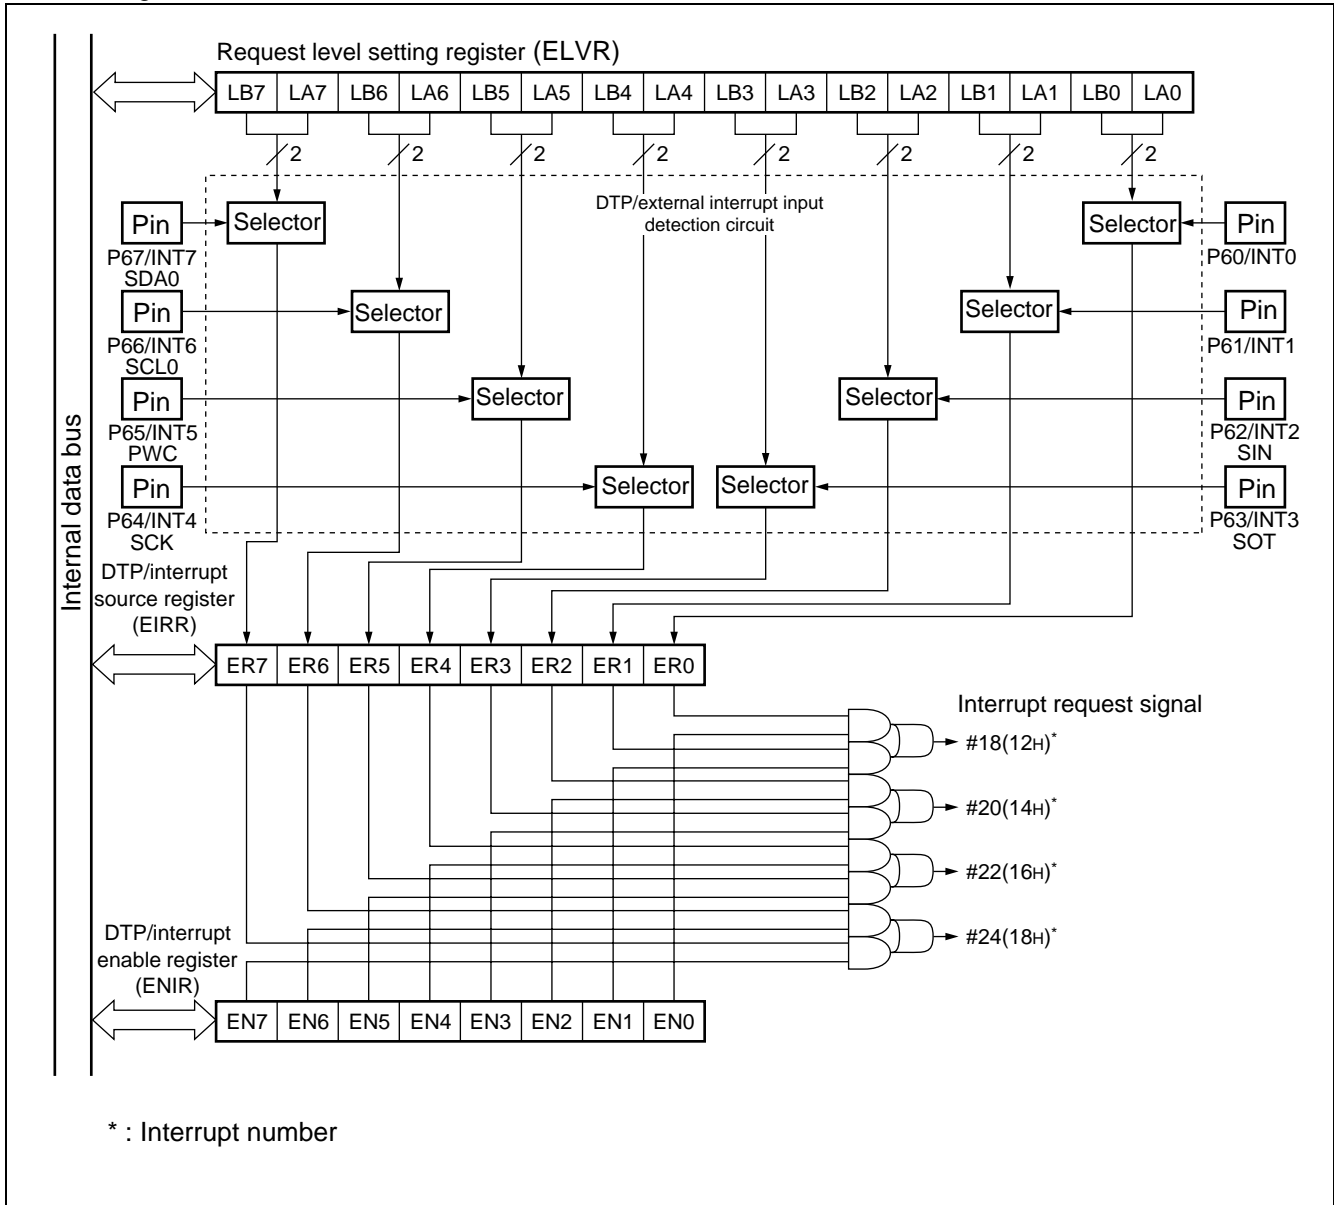 Request level setting register (ELVR)
LB7 LA7 LB6 LA6 LB5 LA5 LB4 LA4 LB3 LA3 LB2 LA2 LB1 LA1 LB0 LA0
2 2 2 2 2 2 2 2
DTP/external interrupt input
detection circuit
Pin Selector Selector Pin
P67/INT7 P60/INT0
SDA0
Pin Selector Selector Pin
P66/INT6 P61/INT1
SCL0
Pin Selector Selector Pin
P65/INT5 P62/INT2
PWC SIN
Pin Selector Selector Pin
P64/INT4 P63/INT3
SCK SOT
Internal data bus
DTP/interrupt
source register
(EIRR)
ER7 ER6 ER5 ER4 ER3 ER2 ER1 ER0
Interrupt request signal
#18(12H)*
#20(14H)*
#22(16H)*
#24(18H)*
DTP/interrupt
enable register
(ENIR)
EN7 EN6 EN5 EN4 EN3 EN2 EN1 EN0
* : Interrupt number